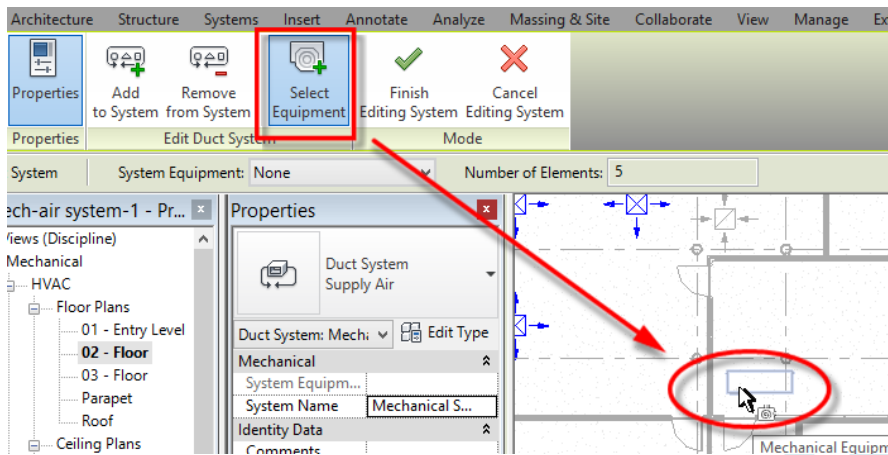 Architecture Structure Systems Insert Annotate Analyze Massing & Site Collaborate View Manage Ex
Properties Add to System Remove from System Select Equipment Finish Editing System Cancel Editing System
Properties Edit Duct System Mode
System System Equipment: None Number of Elements: 5
ech-air system-1 - Pr... x
Views (Discipline)
Mechanical
HVAC
Floor Plans
01 - Entry Level
02 - Floor
03 - Floor
Parapet
Roof
Ceiling Plans
Properties x
Duct System
Supply Air
Duct System: Mecha Edit Type
Mechanical
System Equipm...
System Name Mechanical S...
Identity Data
Comments
Mechanical Equipm